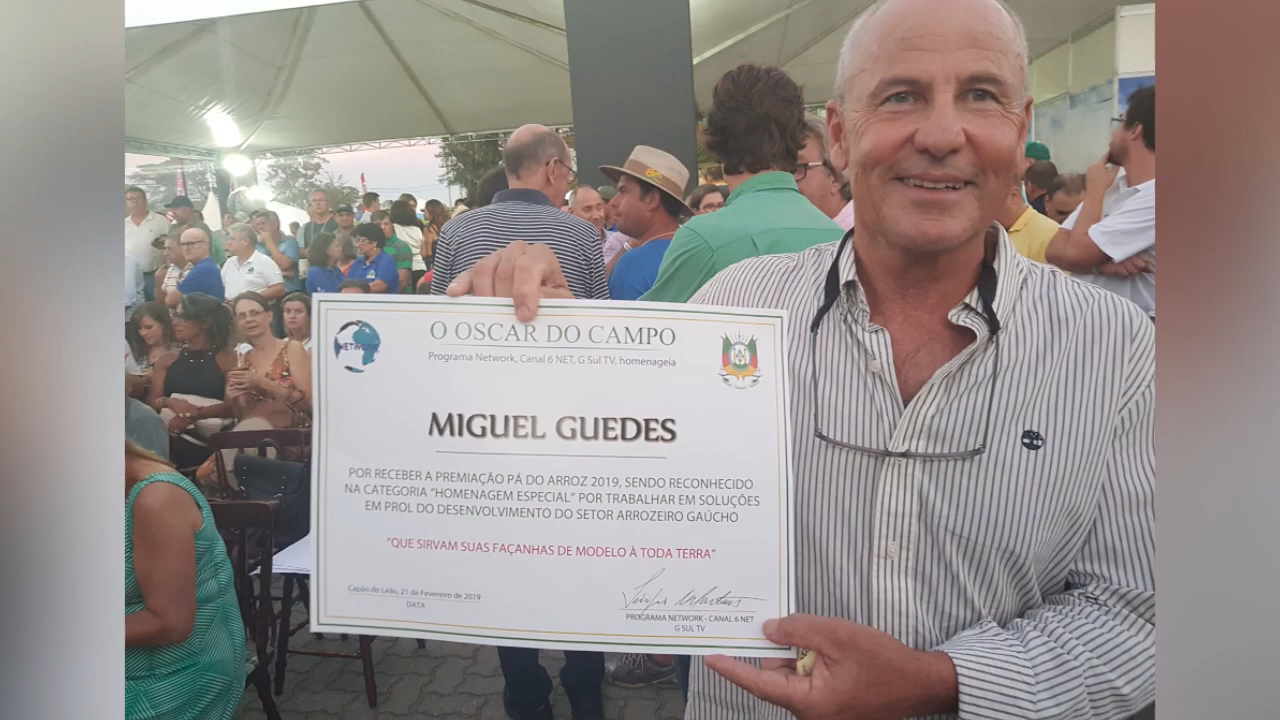 O OSCAR DO CAMPO
Programa Network, Canal 6 NET, G Sul TV, homenageia
NETWORK
MIGUEL GUEDES
POR RECEBER A PREMIAÇÃO PÁ DO ARROZ 2019, SENDO RECONHECIDO
NA CATEGORIA "HOMENAGEM ESPECIAL" POR TRABALHAR EM SOLUÇÕES
EM PROL DO DESENVOLVIMENTO DO SETOR ARROZEIRO GAÚCHO
"QUE SIRVAM SUAS FAÇANHAS DE MODELO À TODA TERRA"
Capão do Leão, 21 de Fevereiro de 2019
DATA
PROGRAMA NETWORK - CANAL 6 NET
G SUL TV